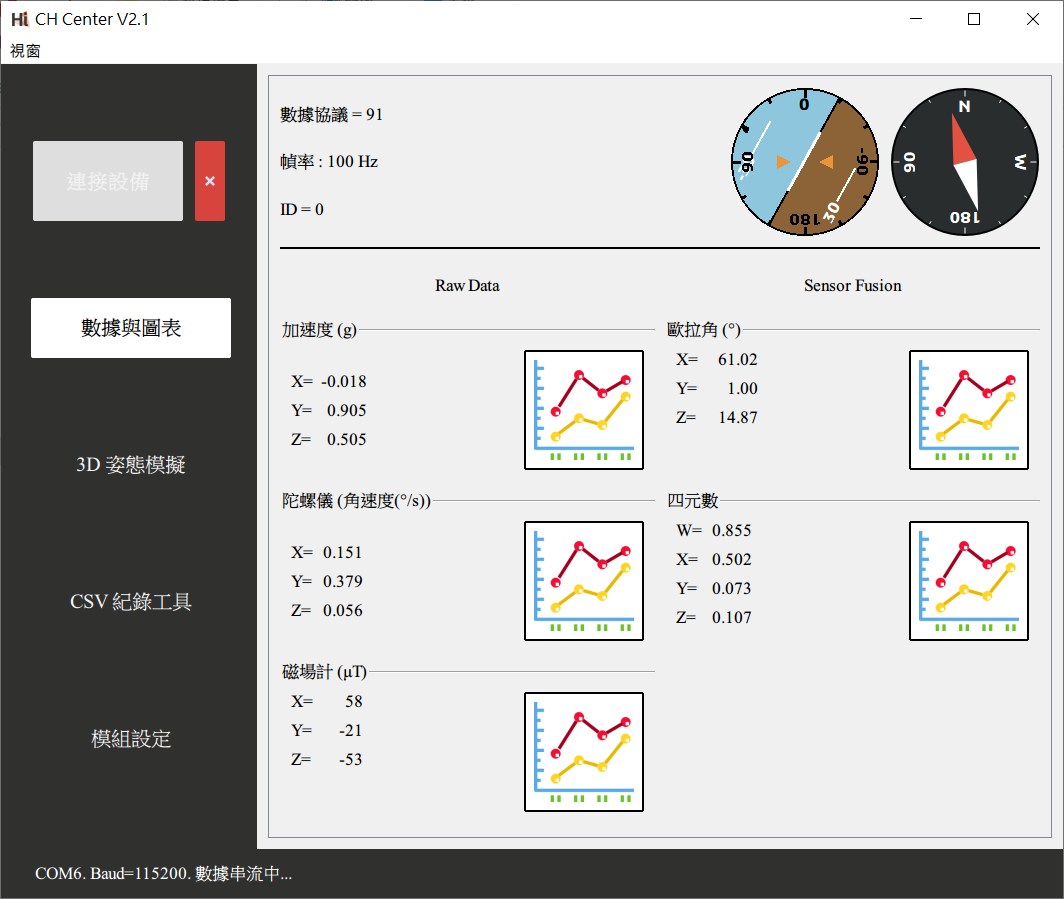 Hi CH Center V2.1
視窗
連接設備
×
數據與圖表
3D 姿態模擬
CSV 紀錄工具
模組設定
數據協議 = 91
幀率 : 100 Hz
ID = 0
0
90
-90
180
30
N
90
W
180
Raw Data
加速度 (g)
X= -0.018
Y= 0.905
Z= 0.505
陀螺儀 (角速度(°/s))
X= 0.151
Y= 0.379
Z= 0.056
磁場計 (μT)
X= 58
Y= -21
Z= -53
Sensor Fusion
歐拉角 (°)
X= 61.02
Y= 1.00
Z= 14.87
四元數
W= 0.855
X= 0.502
Y= 0.073
Z= 0.107
COM6. Baud=115200. 數據串流中...